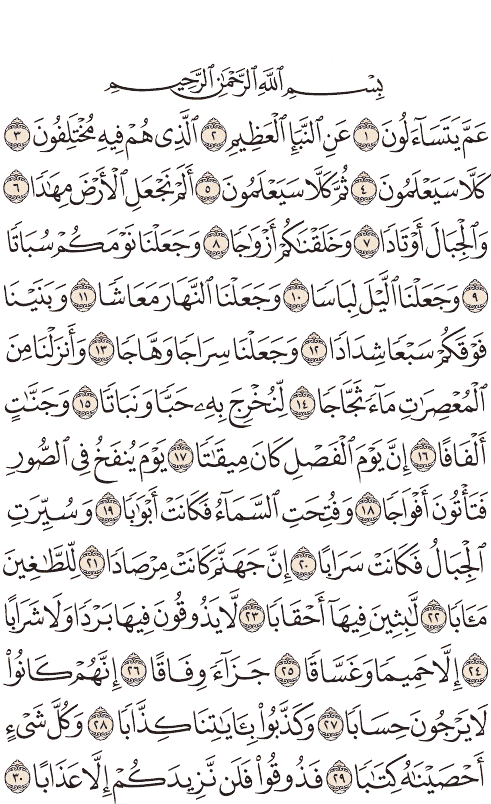 بِسْمِ ٱللَّهِ ٱلرَّحْمَٰنِ ٱلرَّحِيمِ
عَمَّ يَتَسَآءَلُونَ ١ عَنِ ٱلنَّبَإِ ٱلْعَظِيمِ ٢ ٱلَّذِى هُمْ فِيهِ مُخْتَلِفُونَ ٣
كَلَّا سَيَعْلَمُونَ ٤ ثُمَّ كَلَّا سَيَعْلَمُونَ ٥ أَلَمْ نَجْعَلِ ٱلْأَرْضَ مِهَٰدًا ٦
وَٱلْجِبَالَ أَوْتَادًا ٧ وَخَلَقْنَٰكُمْ أَزْوَٰجًا ٨ وَجَعَلْنَا نَوْمَكُمْ سُبَاتًا
٩ وَجَعَلْنَا ٱلَّيْلَ لِبَاسًا ١٠ وَجَعَلْنَا ٱلنَّهَارَ مَعَاشًا ١١ وَبَنَيْنَا
فَوْقَكُمْ سَبْعًا شِدَادًا ١٢ وَجَعَلْنَا سِرَاجًا وَهَّاجًا ١٣ وَأَنزَلْنَا مِنَ
ٱلْمُعْصِرَٰتِ مَآءً ثَجَّاجًا ١٤ لِّنُخْرِجَ بِهِۦ حَبًّا وَنَبَاتًا ١٥ وَجَنَّٰتٍ
أَلْفَافًا ١٦ إِنَّ يَوْمَ ٱلْفَصْلِ كَانَ مِيقَٰتًا ١٧ يَوْمَ يُنفَخُ فِى ٱلصُّورِ
فَتَأْتُونَ أَفْوَاجًا ١٨ وَفُتِحَتِ ٱلسَّمَآءُ فَكَانَتْ أَبْوَٰبًا ١٩ وَسُيِّرَتِ
ٱلْجِبَالُ فَكَانَتْ سَرَابًا ٢٠ إِنَّ جَهَنَّمَ كَانَتْ مِرْصَادًا ٢١ لِّلطَّٰغِينَ
مَـَٔابًا ٢٢ لَّٰبِثِينَ فِيهَآ أَحْقَابًا ٢٣ لَّا يَذُوقُونَ فِيهَا بَرْدًا وَلَا شَرَابًا
٢٤ إِلَّا حَمِيمًا وَغَسَّاقًا ٢٥ جَزَآءً وِفَاقًا ٢٦ إِنَّهُمْ كَانُوا۟
لَا يَرْجُونَ حِسَابًا ٢٧ وَكَذَّبُوا۟ بِـَٔايَٰتِنَا كِذَّابًا ٢٨ وَكُلَّ شَىْءٍ
أَحْصَيْنَٰهُ كِتَٰبًا ٢٩ فَذُوقُوا۟ فَلَن نَّزِيدَكُمْ إِلَّا عَذَابًا ٣٠